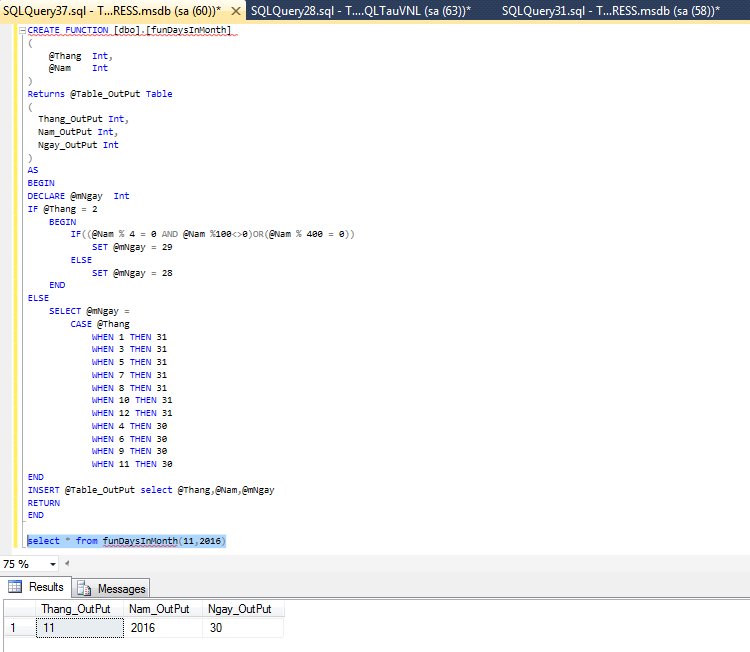 SQLQuery37.sql - T...RESS.msdb (sa (60))* SQLQuery28.sql - T....QLTauVNL (sa (63))* SQLQuery31.sql - T...RESS.msdb (sa (58))*
CREATE FUNCTION [dbo].[funDaysInMonth]
(
@Thang Int,
@Nam Int
)
Returns @Table_OutPut Table
(
Thang_OutPut Int,
Nam_OutPut Int,
Ngay_OutPut Int
)
AS
BEGIN
DECLARE @mNgay Int
IF @Thang = 2
BEGIN
IF((@Nam % 4 = 0 AND @Nam %100<>0)OR(@Nam % 400 = 0))
SET @mNgay = 29
ELSE
SET @mNgay = 28
END
ELSE
SELECT @mNgay =
CASE @Thang
WHEN 1 THEN 31
WHEN 3 THEN 31
WHEN 5 THEN 31
WHEN 7 THEN 31
WHEN 8 THEN 31
WHEN 10 THEN 31
WHEN 12 THEN 31
WHEN 4 THEN 30
WHEN 6 THEN 30
WHEN 9 THEN 30
WHEN 11 THEN 30
END
INSERT @Table_OutPut select @Thang,@Nam,@mNgay
RETURN
END
select * from funDaysInMonth(11,2016)
75 %
Results Messages
Thang_OutPut Nam_OutPut Ngay_OutPut
1 11 2016 30